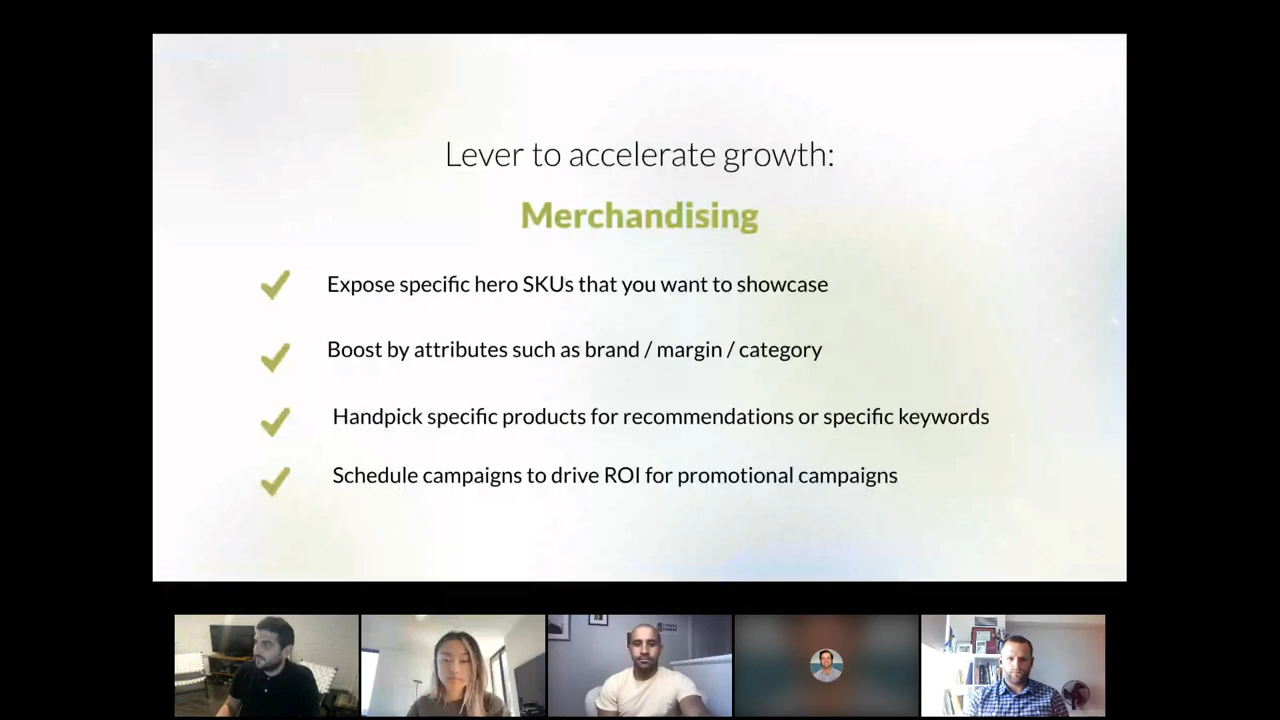 Lever to accelerate growth:
Merchandising
Expose specific hero SKUs that you want to showcase
Boost by attributes such as brand / margin / category
Handpick specific products for recommendations or specific keywords
Schedule campaigns to drive ROI for promotional campaigns